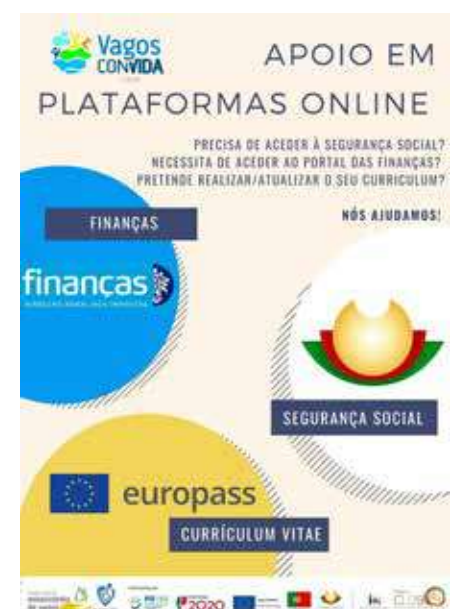 Vagos
CONVIDA
APOIO EM
PLATAFORMAS ONLINE
PRECISA DE ACEDER À SEGURANÇA SOCIAL?
NECESSITA DE ACEDER AO PORTAL DAS FINANÇAS?
PRETENDE REALIZAR/ATUALIZAR O SEU CURRICULUM?
NÓS AJUDAMOS!
FINANÇAS
finanças
SEGURANÇA SOCIAL
europass
CURRÍCULUM VITAE
2020